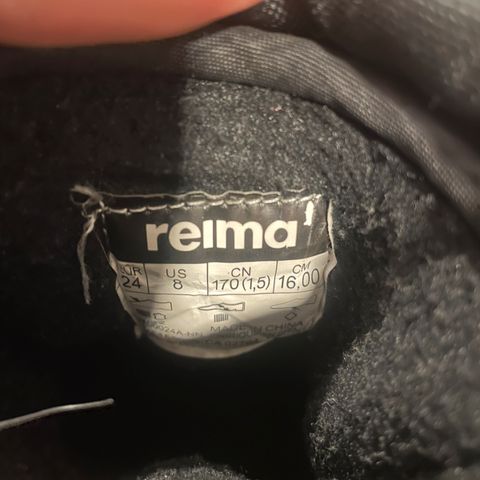 reima
EUR US CN CM
24 8 170(1,5) 16,00
MADE IN CHINA